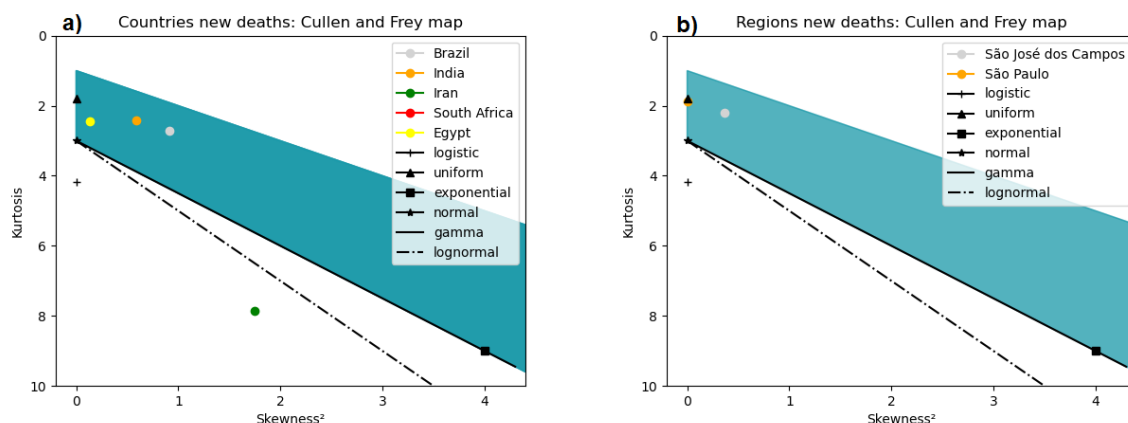 a)
Countries new deaths: Cullen and Frey map
0
2
4
6
8
10
Kurtosis
0
1
2
3
4
Skewness²
Brazil
India
Iran
South Africa
Egypt
logistic
uniform
exponential
normal
gamma
lognormal
b)
Regions new deaths: Cullen and Frey map
0
2
4
6
8
10
Kurtosis
0
1
2
3
4
Skewness²
São José dos Campos
São Paulo
logistic
uniform
exponential
normal
gamma
lognormal